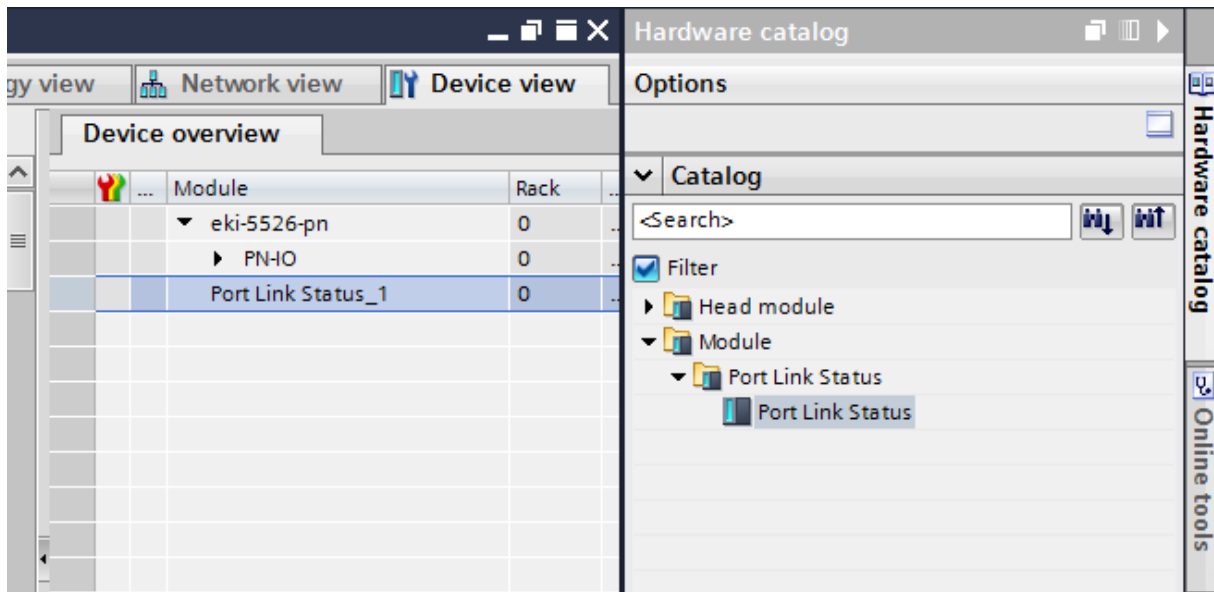 Hardware catalog
gy view Network view Device view
Options
Device overview
... Module Rack ...
eki-5526-pn 0 ...
PN-IO 0 ...
Port Link Status_1 0 ...
Catalog
<Search>
Filter
Head module
Module
Port Link Status
Port Link Status
Hardware catalog
Online tools